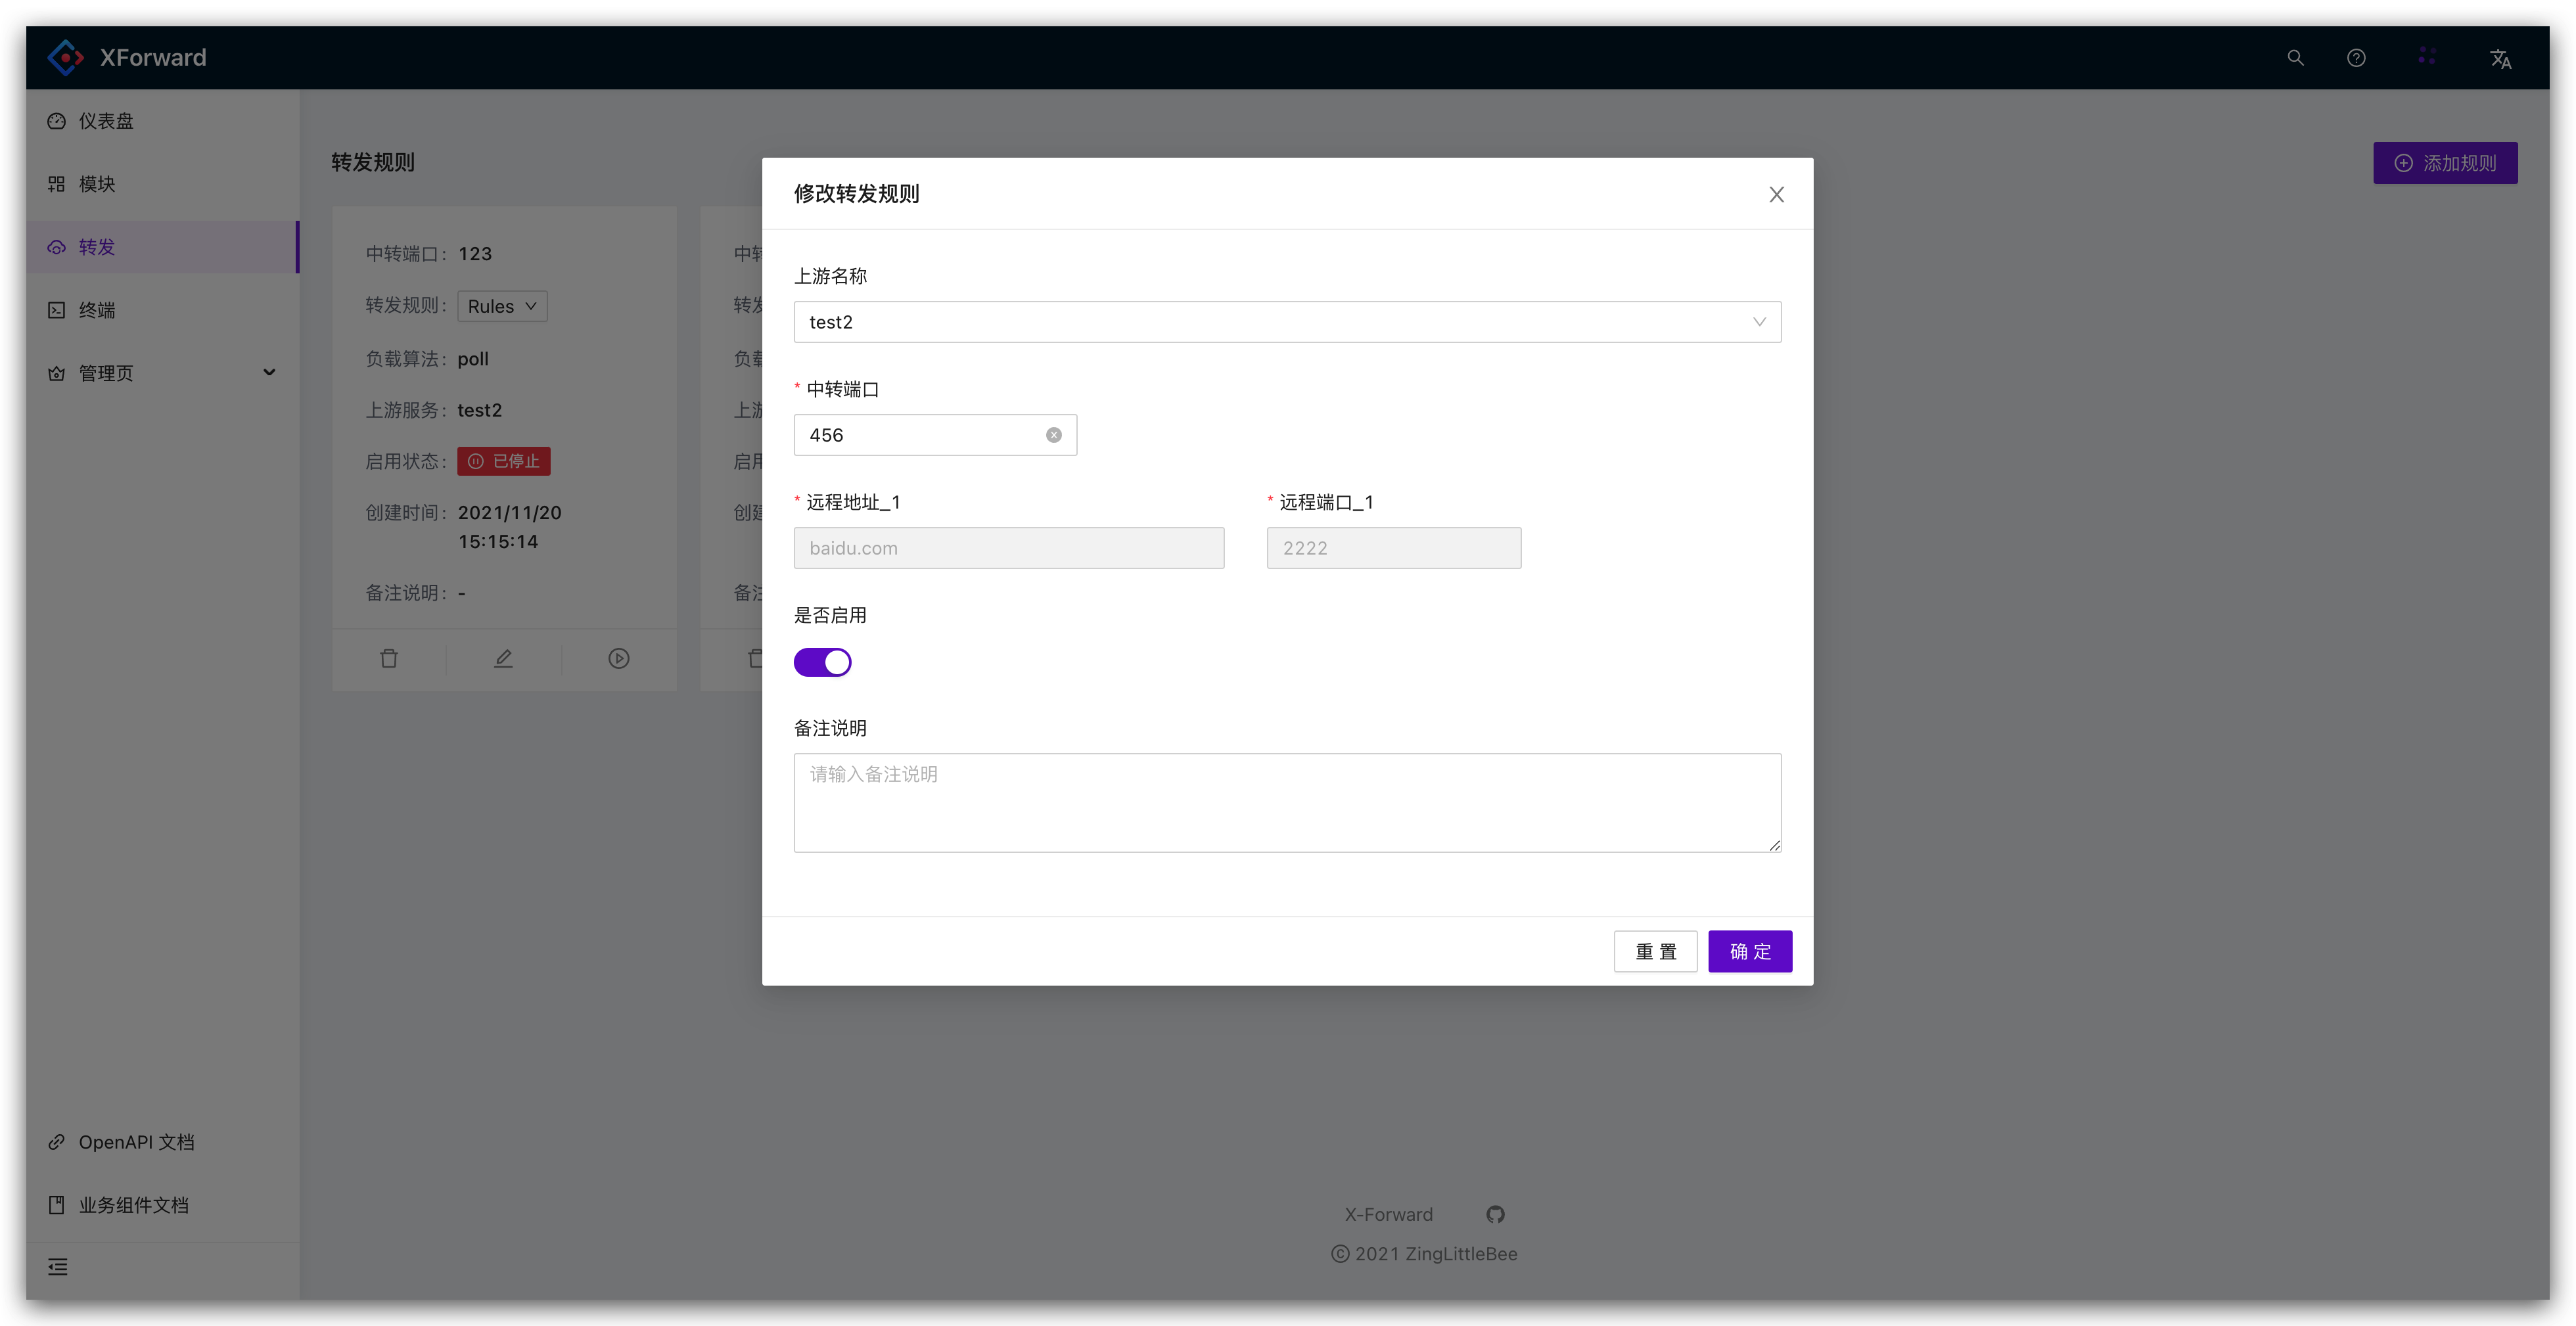 XForward
仪表盘
模块
转发
终端
管理页
OpenAPI 文档
业务组件文档
转发规则
添加规则
中转端口: 123
转发规则: Rules
负载算法: poll
上游服务: test2
启用状态: 已停止
创建时间: 2021/11/20
15:15:14
备注说明: -
中转
转发
负载
上游
启用
创建
备注
修改转发规则
上游名称
test2
* 中转端口
456
* 远程地址_1
* 远程端口_1
baidu.com
2222
是否启用
备注说明
请输入备注说明
重 置
确 定
X-Forward
© 2021 ZingLittleBee